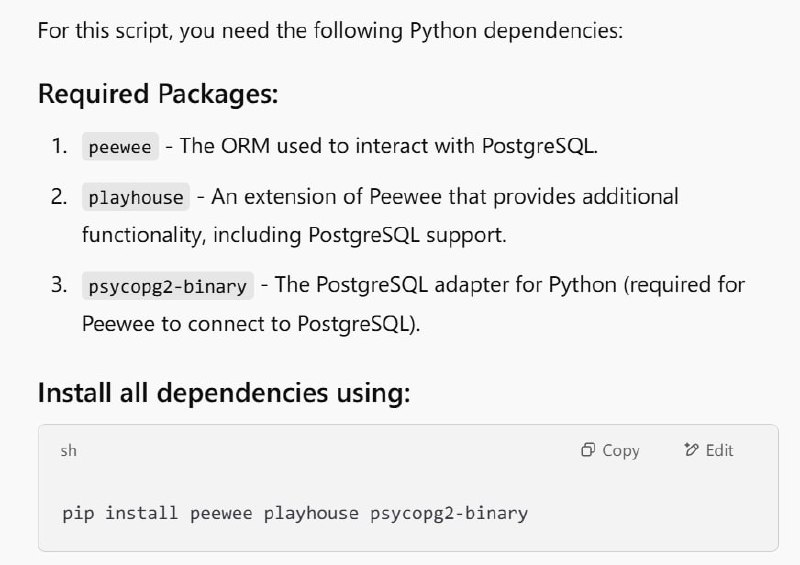 For this script, you need the following Python dependencies:
Required Packages:
1. peewee - The ORM used to interact with PostgreSQL.
2. playhouse - An extension of Peewee that provides additional
functionality, including PostgreSQL support.
3. psycopg2-binary - The PostgreSQL adapter for Python (required for
Peewee to connect to PostgreSQL).
Install all dependencies using:
sh Copy Edit
pip install peewee playhouse psycopg2-binary